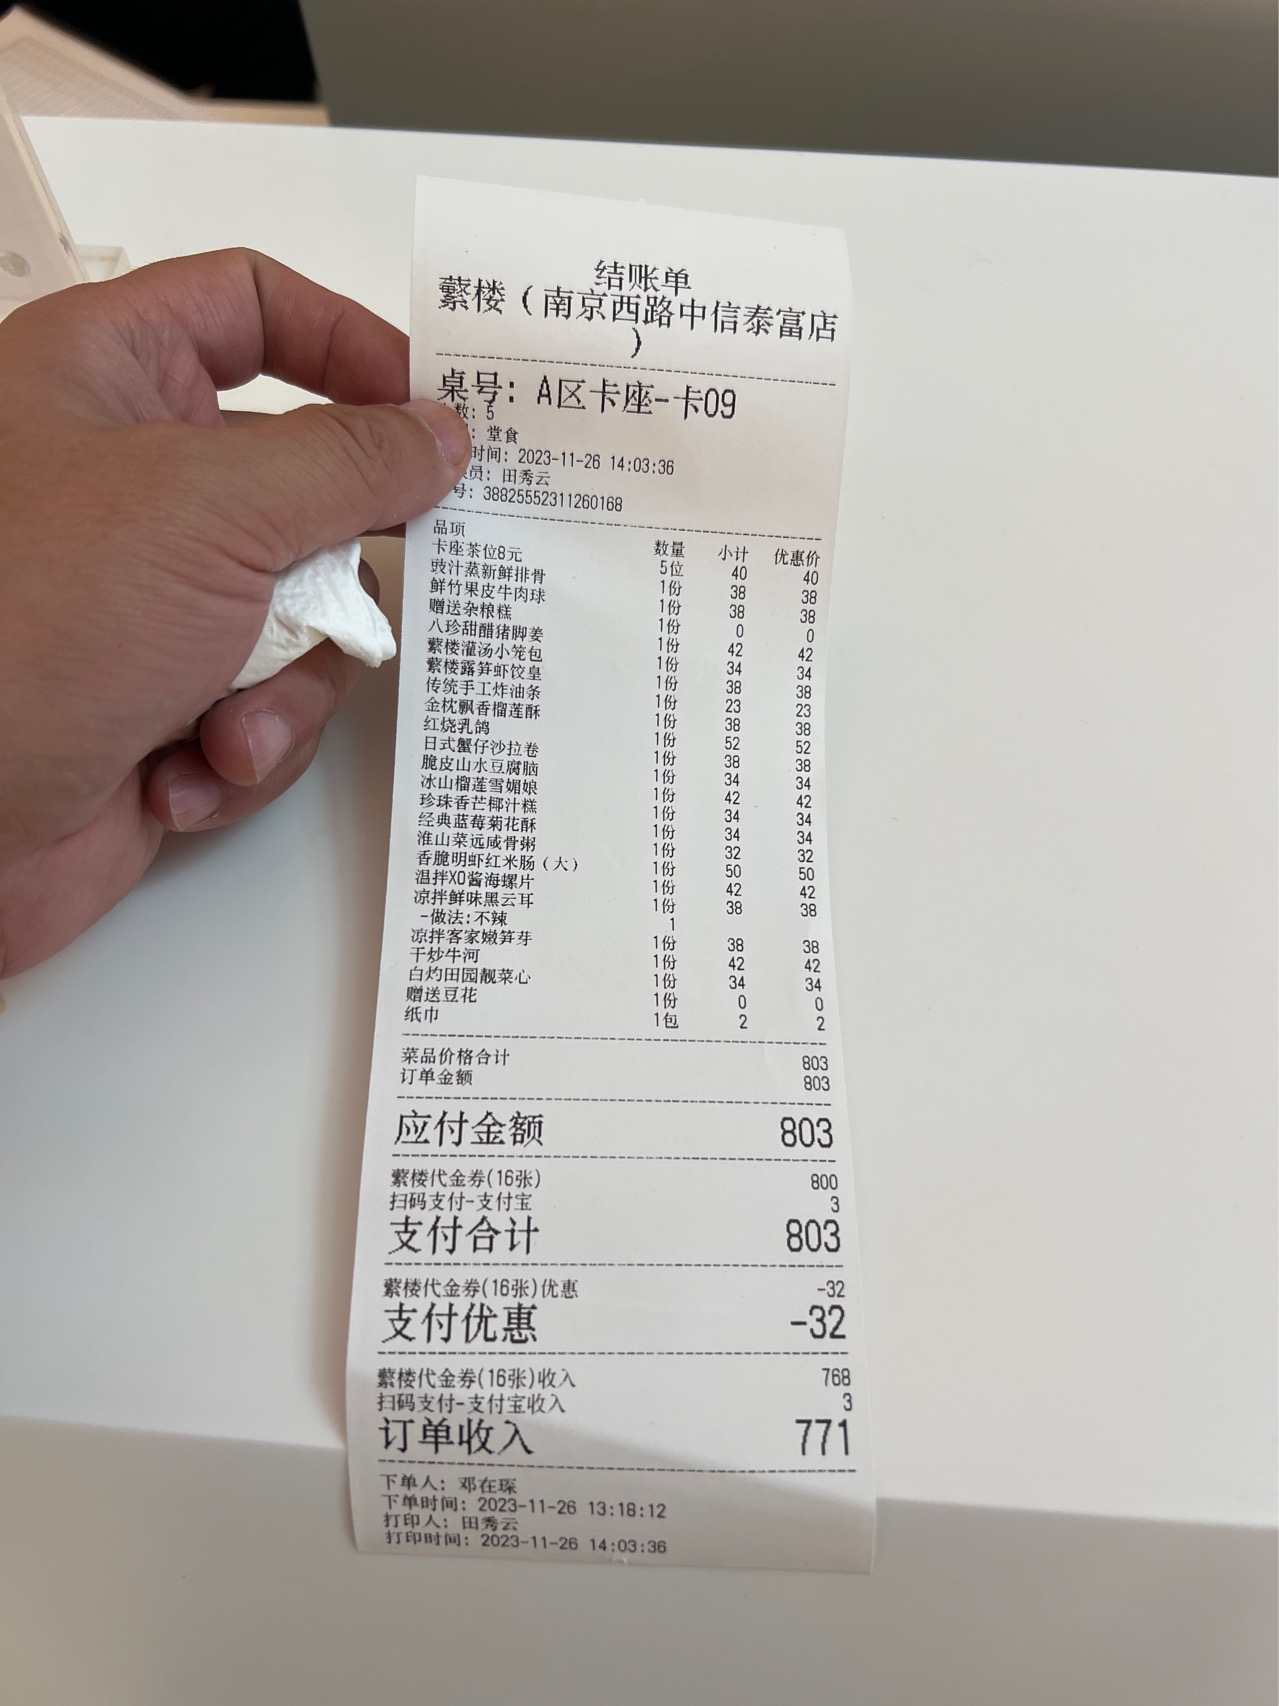 结账单
蘩楼（南京西路中信泰富店
）
桌号: A区卡座-卡09
数: 5
: 堂食
时间: 2023-11-26 14:03:36
员: 田秀云
号: 38825552311260168
品项 数量 小计 优惠价
卡座茶位8元 5位 40 40
豉汁蒸新鲜排骨 1份 38 38
鲜竹果皮牛肉球 1份 38 38
赠送杂粮糕 1份 0 0
八珍甜醋猪脚姜 1份 42 42
蘩楼灌汤小笼包 1份 34 34
蘩楼露笋虾饺皇 1份 38 38
传统手工炸油条 1份 23 23
金枕飘香榴莲酥 1份 38 38
红烧乳鸽 1份 52 52
日式蟹仔沙拉卷 1份 38 38
脆皮山水豆腐脑 1份 34 34
冰山榴莲雪媚娘 1份 42 42
珍珠香芒椰汁糕 1份 34 34
经典蓝莓菊花酥 1份 34 34
淮山菜远咸骨粥 1份 32 32
香脆明虾红米肠（大） 1份 50 50
温拌XO酱海螺片 1份 42 42
凉拌鲜味黑云耳 1份 38 38
-做法:不辣 1
凉拌客家嫩笋芽 1份 38 38
干炒牛河 1份 42 42
白灼田园靓菜心 1份 34 34
赠送豆花 1份 0 0
纸巾 1包 2 2
菜品价格合计 803
订单金额 803
应付金额 803
蘩楼代金券(16张) 800
扫码支付-支付宝 3
支付合计 803
蘩楼代金券(16张)优惠 -32
支付优惠 -32
蘩楼代金券(16张)收入 768
扫码支付-支付宝收入 3
订单收入 771
下单人: 邓在琛
下单时间: 2023-11-26 13:18:12
打印人: 田秀云
打印时间: 2023-11-26 14:03:36